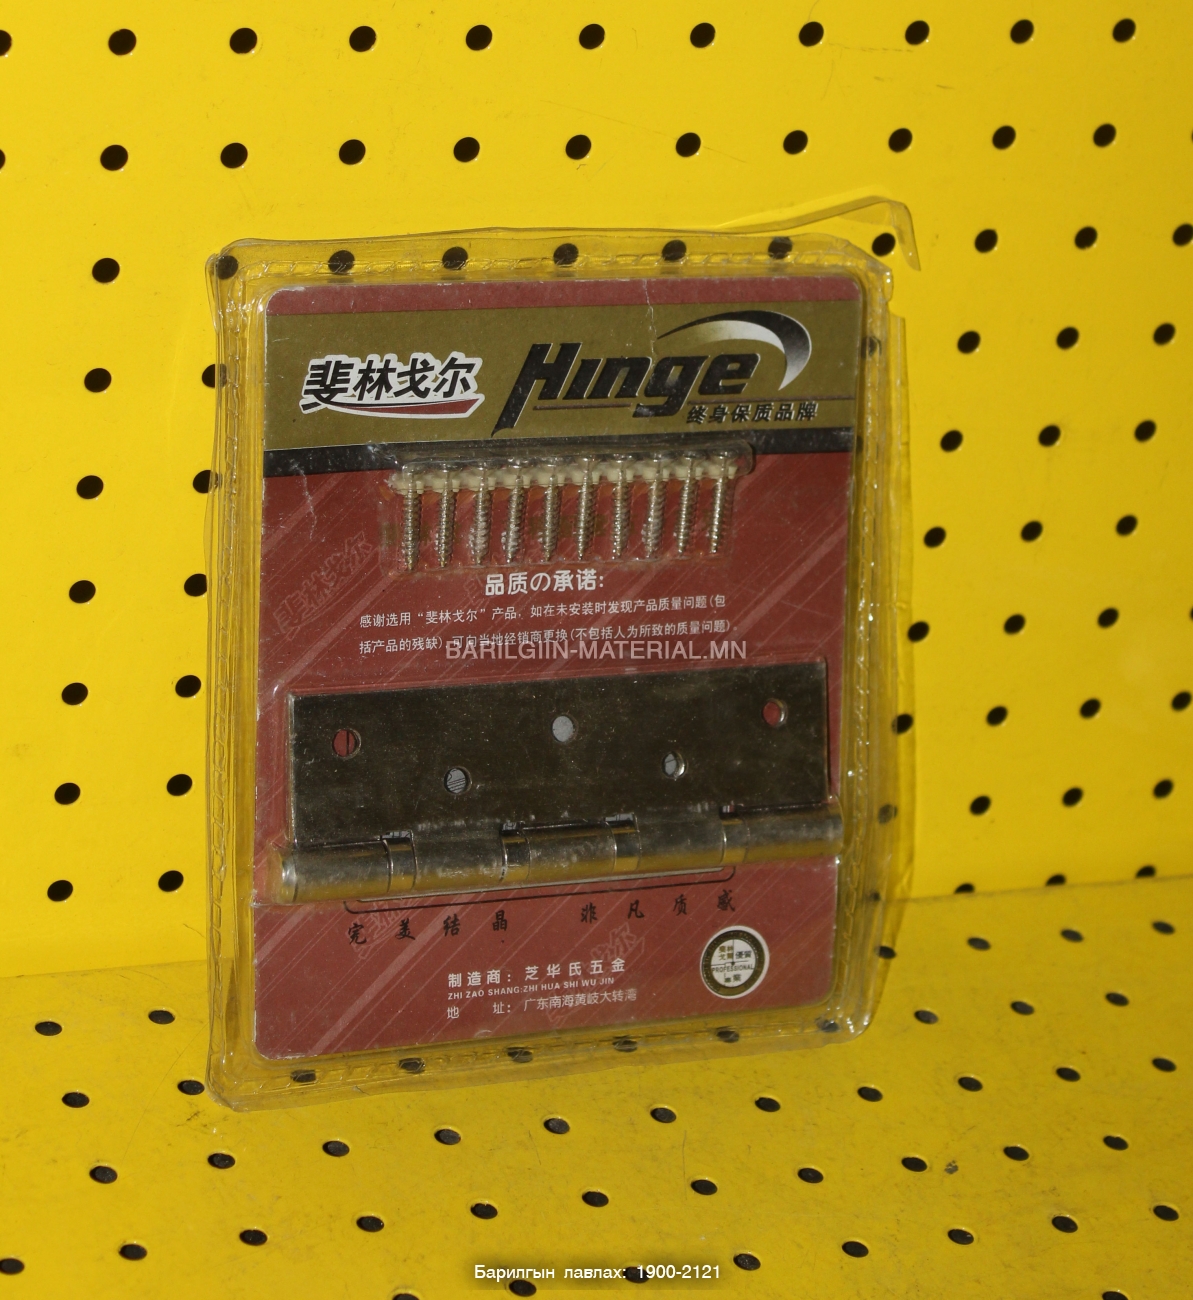 斐林戈尔
Hinge
终身保质品牌
品质の承诺:
感谢选用“斐林戈尔”产品，如在未安装时发现产品质量问题(包
括产品的残缺)，可向当地经销商更换(不包括人为所致的质量问题)。
BARILGIIN-MATERIAL.MN
完美结晶 非凡质感
PROFESSIONAL
制造商：芝华氏五金
ZHI ZAO SHANG:ZHI HUA SHI WU JIN
地 址：广东南海黄岐大转湾
Барилгын лавлах: 1900-2121